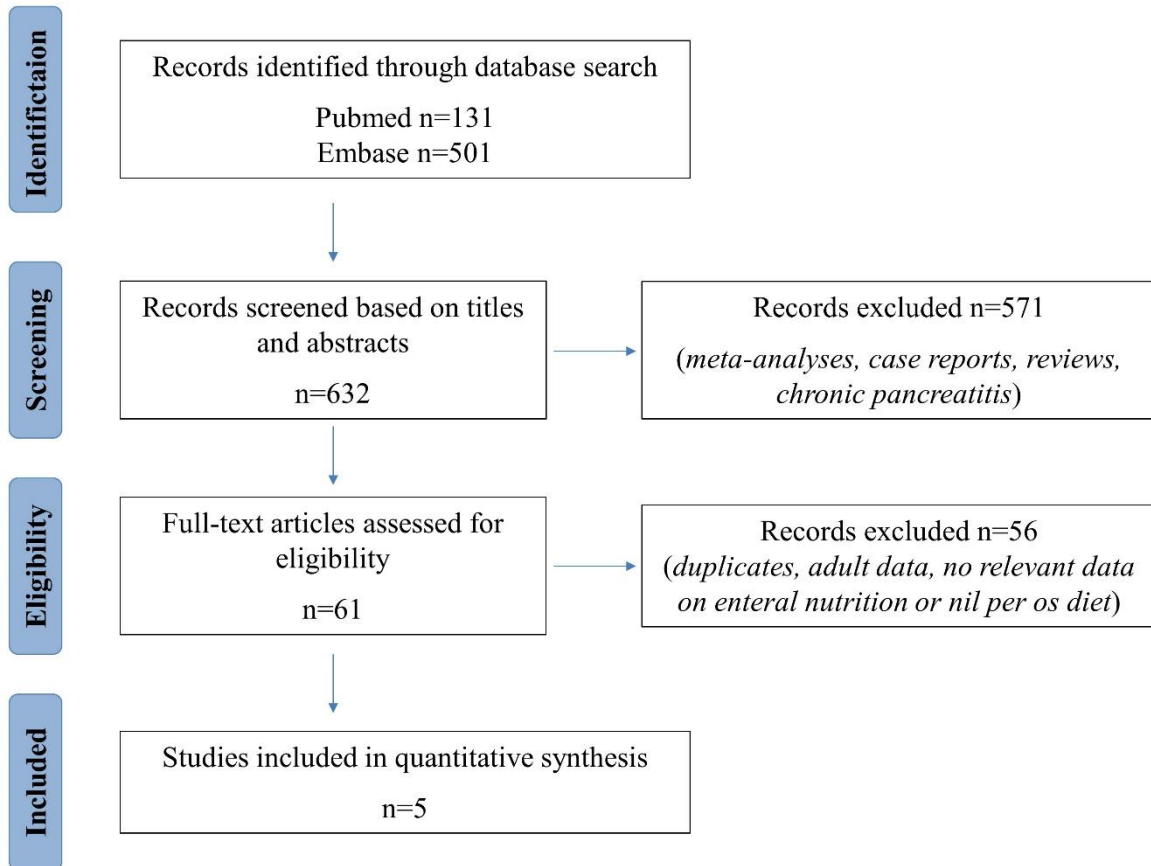 Identifictaion
Records identified through database search
Pubmed n=131
Embase n=501
Screening
Records screened based on titles
and abstracts
n=632
Records excluded n=571
(meta-analyses, case reports, reviews,
chronic pancreatitis)
Eligibility
Full-text articles assessed for
eligibility
n=61
Records excluded n=56
(duplicates, adult data, no relevant data
on enteral nutrition or nil per os diet)
Included
Studies included in quantitative synthesis
n=5